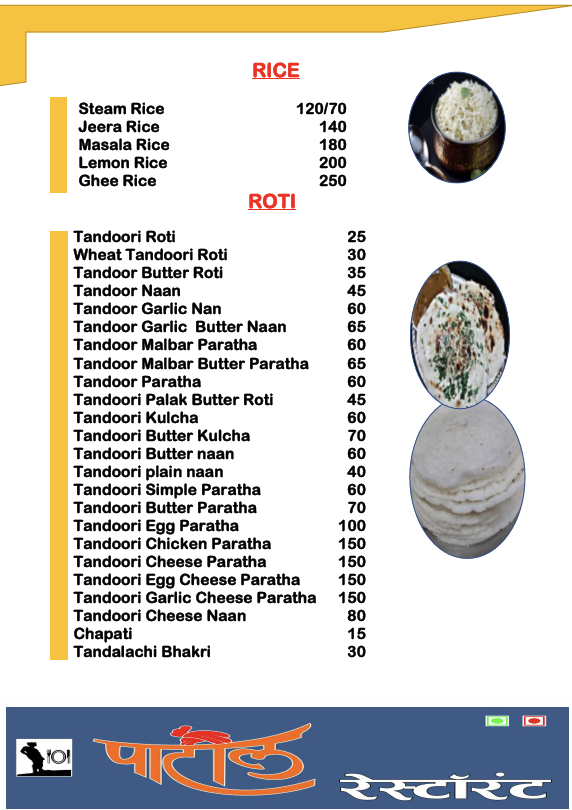 RICE
Steam Rice 120/70
Jeera Rice 140
Masala Rice 180
Lemon Rice 200
Ghee Rice 250
ROTI
Tandoori Roti 25
Wheat Tandoori Roti 30
Tandoor Butter Roti 35
Tandoor Naan 45
Tandoor Garlic Nan 60
Tandoor Garlic Butter Naan 65
Tandoor Malbar Paratha 60
Tandoor Malbar Butter Paratha 65
Tandoor Paratha 60
Tandoori Palak Butter Roti 45
Tandoori Kulcha 60
Tandoori Butter Kulcha 70
Tandoori Butter naan 60
Tandoori plain naan 40
Tandoori Simple Paratha 60
Tandoori Butter Paratha 70
Tandoori Egg Paratha 100
Tandoori Chicken Paratha 150
Tandoori Cheese Paratha 150
Tandoori Egg Cheese Paratha 150
Tandoori Garlic Cheese Paratha 150
Tandoori Cheese Naan 80
Chapati 15
Tandalachi Bhakri 30
पाटील
रेस्टॉरंट